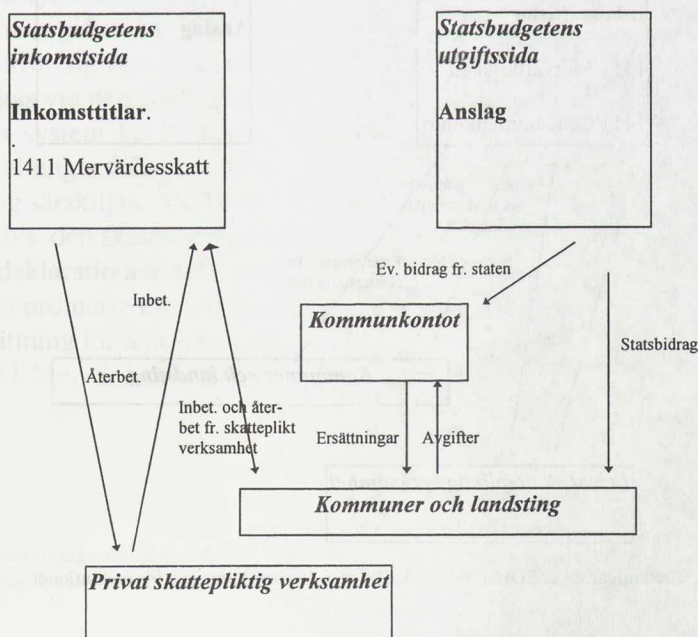 Statsbudgetens
inkomstsida
Inkomsttitlar.
.
1411 Mervärdesskatt
Statsbudgetens
utgiftssida
Anslag
Ev. bidrag fr. staten
Inbet.
Kommunkontot
Statsbidrag
Återbet.
Inbet. och åter-
bet fr. skatteplikt
verksamhet
Ersättningar
Avgifter
Kommuner och landsting
Privat skattepliktig verksamhet